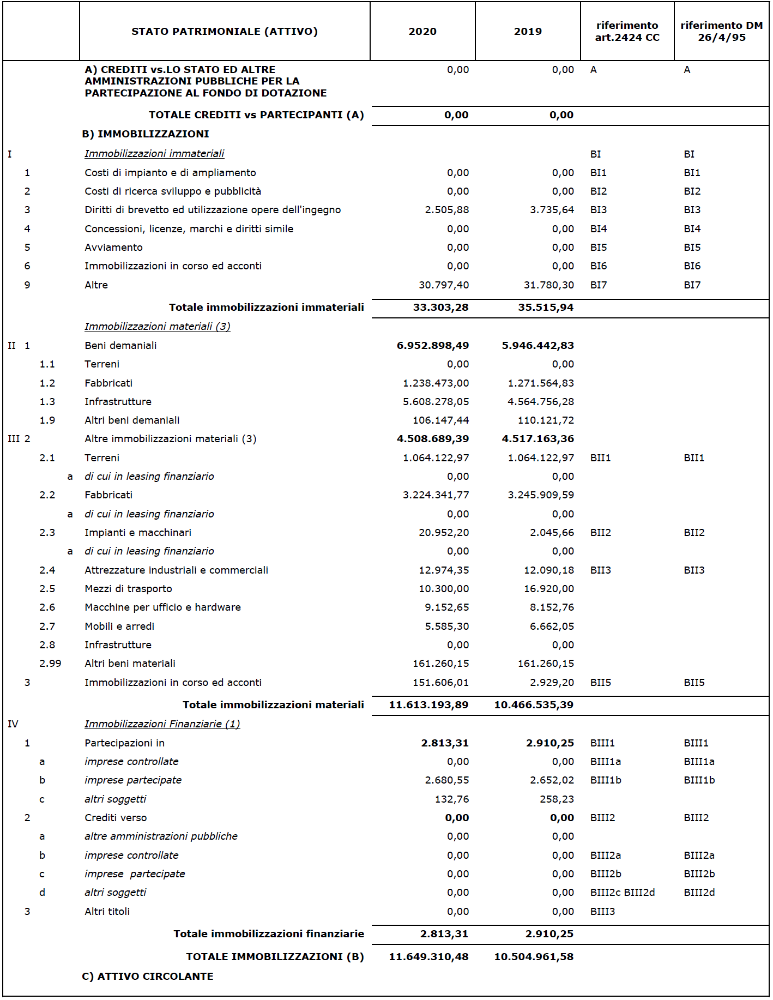 STATO PATRIMONIALE (ATTIVO) 2020 2019 riferimento art.2424 CC riferimento DM 26/4/95
A) CREDITI vs.LO STATO ED ALTRE 0,00 0,00 A A
AMMINISTRAZIONI PUBBLICHE PER LA
PARTECIPAZIONE AL FONDO DI DOTAZIONE
TOTALE CREDITI vs PARTECIPANTI (A) 0,00 0,00
B) IMMOBILIZZAZIONI
I Immobilizzazioni immateriali BI BI
1 Costi di impianto e di ampliamento 0,00 0,00 BI1 BI1
2 Costi di ricerca sviluppo e pubblicità 0,00 0,00 BI2 BI2
3 Diritti di brevetto ed utilizzazione opere dell'ingegno 2.505,88 3.735,64 BI3 BI3
4 Concessioni, licenze, marchi e diritti simile 0,00 0,00 BI4 BI4
5 Avviamento 0,00 0,00 BI5 BI5
6 Immobilizzazioni in corso ed acconti 0,00 0,00 BI6 BI6
9 Altre 30.797,40 31.780,30 BI7 BI7
Totale immobilizzazioni immateriali 33.303,28 35.515,94
Immobilizzazioni materiali (3)
II 1 Beni demaniali 6.952.898,49 5.946.442,83
1.1 Terreni 0,00 0,00
1.2 Fabbricati 1.238.473,00 1.271.564,83
1.3 Infrastrutture 5.608.278,05 4.564.756,28
1.9 Altri beni demaniali 106.147,44 110.121,72
III 2 Altre immobilizzazioni materiali (3) 4.508.689,39 4.517.163,36
2.1 Terreni 1.064.122,97 1.064.122,97 BII1 BII1
a di cui in leasing finanziario 0,00 0,00
2.2 Fabbricati 3.224.341,77 3.245.909,59
a di cui in leasing finanziario 0,00 0,00
2.3 Impianti e macchinari 20.952,20 2.045,66 BII2 BII2
a di cui in leasing finanziario 0,00 0,00
2.4 Attrezzature industriali e commerciali 12.974,35 12.090,18 BII3 BII3
2.5 Mezzi di trasporto 10.300,00 16.920,00
2.6 Macchine per ufficio e hardware 9.152,65 8.152,76
2.7 Mobili e arredi 5.585,30 6.662,05
2.8 Infrastrutture 0,00 0,00
2.99 Altri beni materiali 161.260,15 161.260,15
3 Immobilizzazioni in corso ed acconti 151.606,01 2.929,20 BII5 BII5
Totale immobilizzazioni materiali 11.613.193,89 10.466.535,39
IV Immobilizzazioni Finanziarie (1)
1 Partecipazioni in 2.813,31 2.910,25 BIII1 BIII1
a imprese controllate 0,00 0,00 BIII1a BIII1a
b imprese partecipate 2.680,55 2.652,02 BIII1b BIII1b
c altri soggetti 132,76 258,23
2 Crediti verso 0,00 0,00 BIII2 BIII2
a altre amministrazioni pubbliche 0,00 0,00
b imprese controllate 0,00 0,00 BIII2a BIII2a
c imprese partecipate 0,00 0,00 BIII2b BIII2b
d altri soggetti 0,00 0,00 BIII2c BIII2d BIII2d
3 Altri titoli 0,00 0,00 BIII3
Totale immobilizzazioni finanziarie 2.813,31 2.910,25
TOTALE IMMOBILIZZAZIONI (B) 11.649.310,48 10.504.961,58
C) ATTIVO CIRCOLANTE